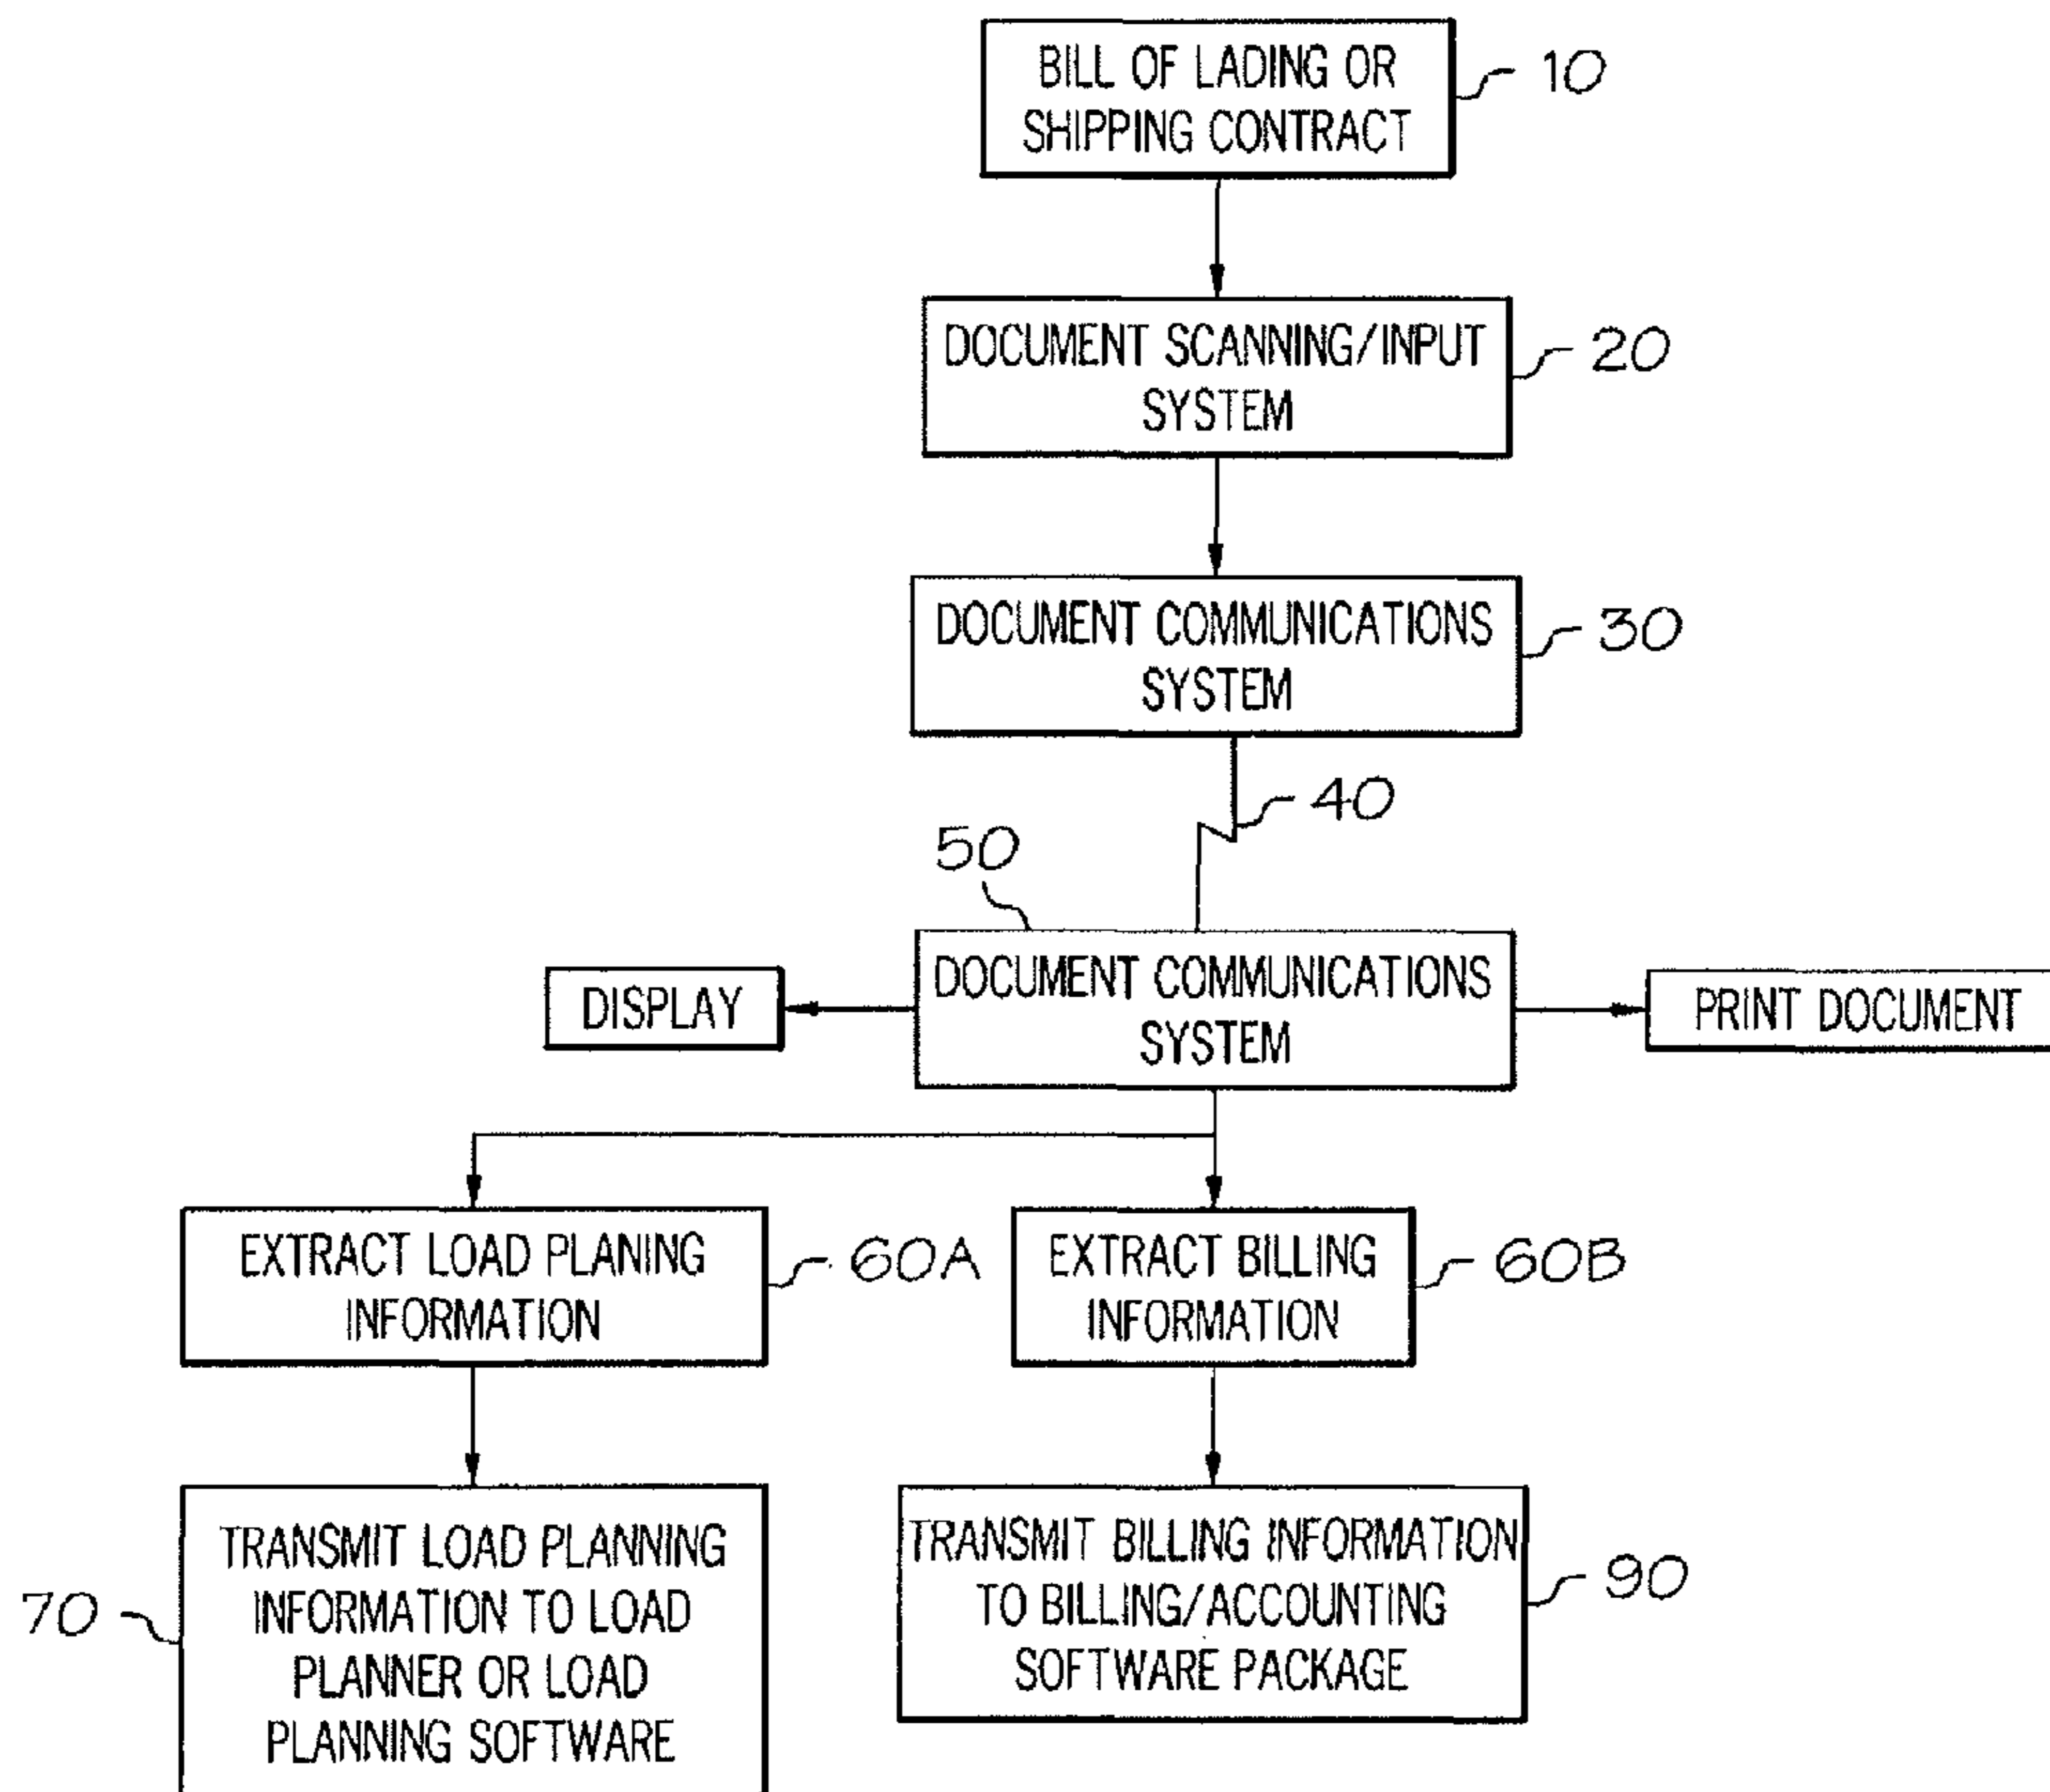 BILL OF LADING OR
SHIPPING CONTRACT
10
DOCUMENT SCANNING/INPUT
SYSTEM
20
DOCUMENT COMMUNICATIONS
SYSTEM
30
40
50
DISPLAY
DOCUMENT COMMUNICATIONS
SYSTEM
PRINT DOCUMENT
EXTRACT LOAD PLANING
INFORMATION
60A
EXTRACT BILLING
INFORMATION
60B
70
TRANSMIT LOAD PLANNING
INFORMATION TO LOAD
PLANNER OR LOAD
PLANNING SOFTWARE
TRANSMIT BILLING INFORMATION
TO BILLING/ACCOUNTING
SOFTWARE PACKAGE
90